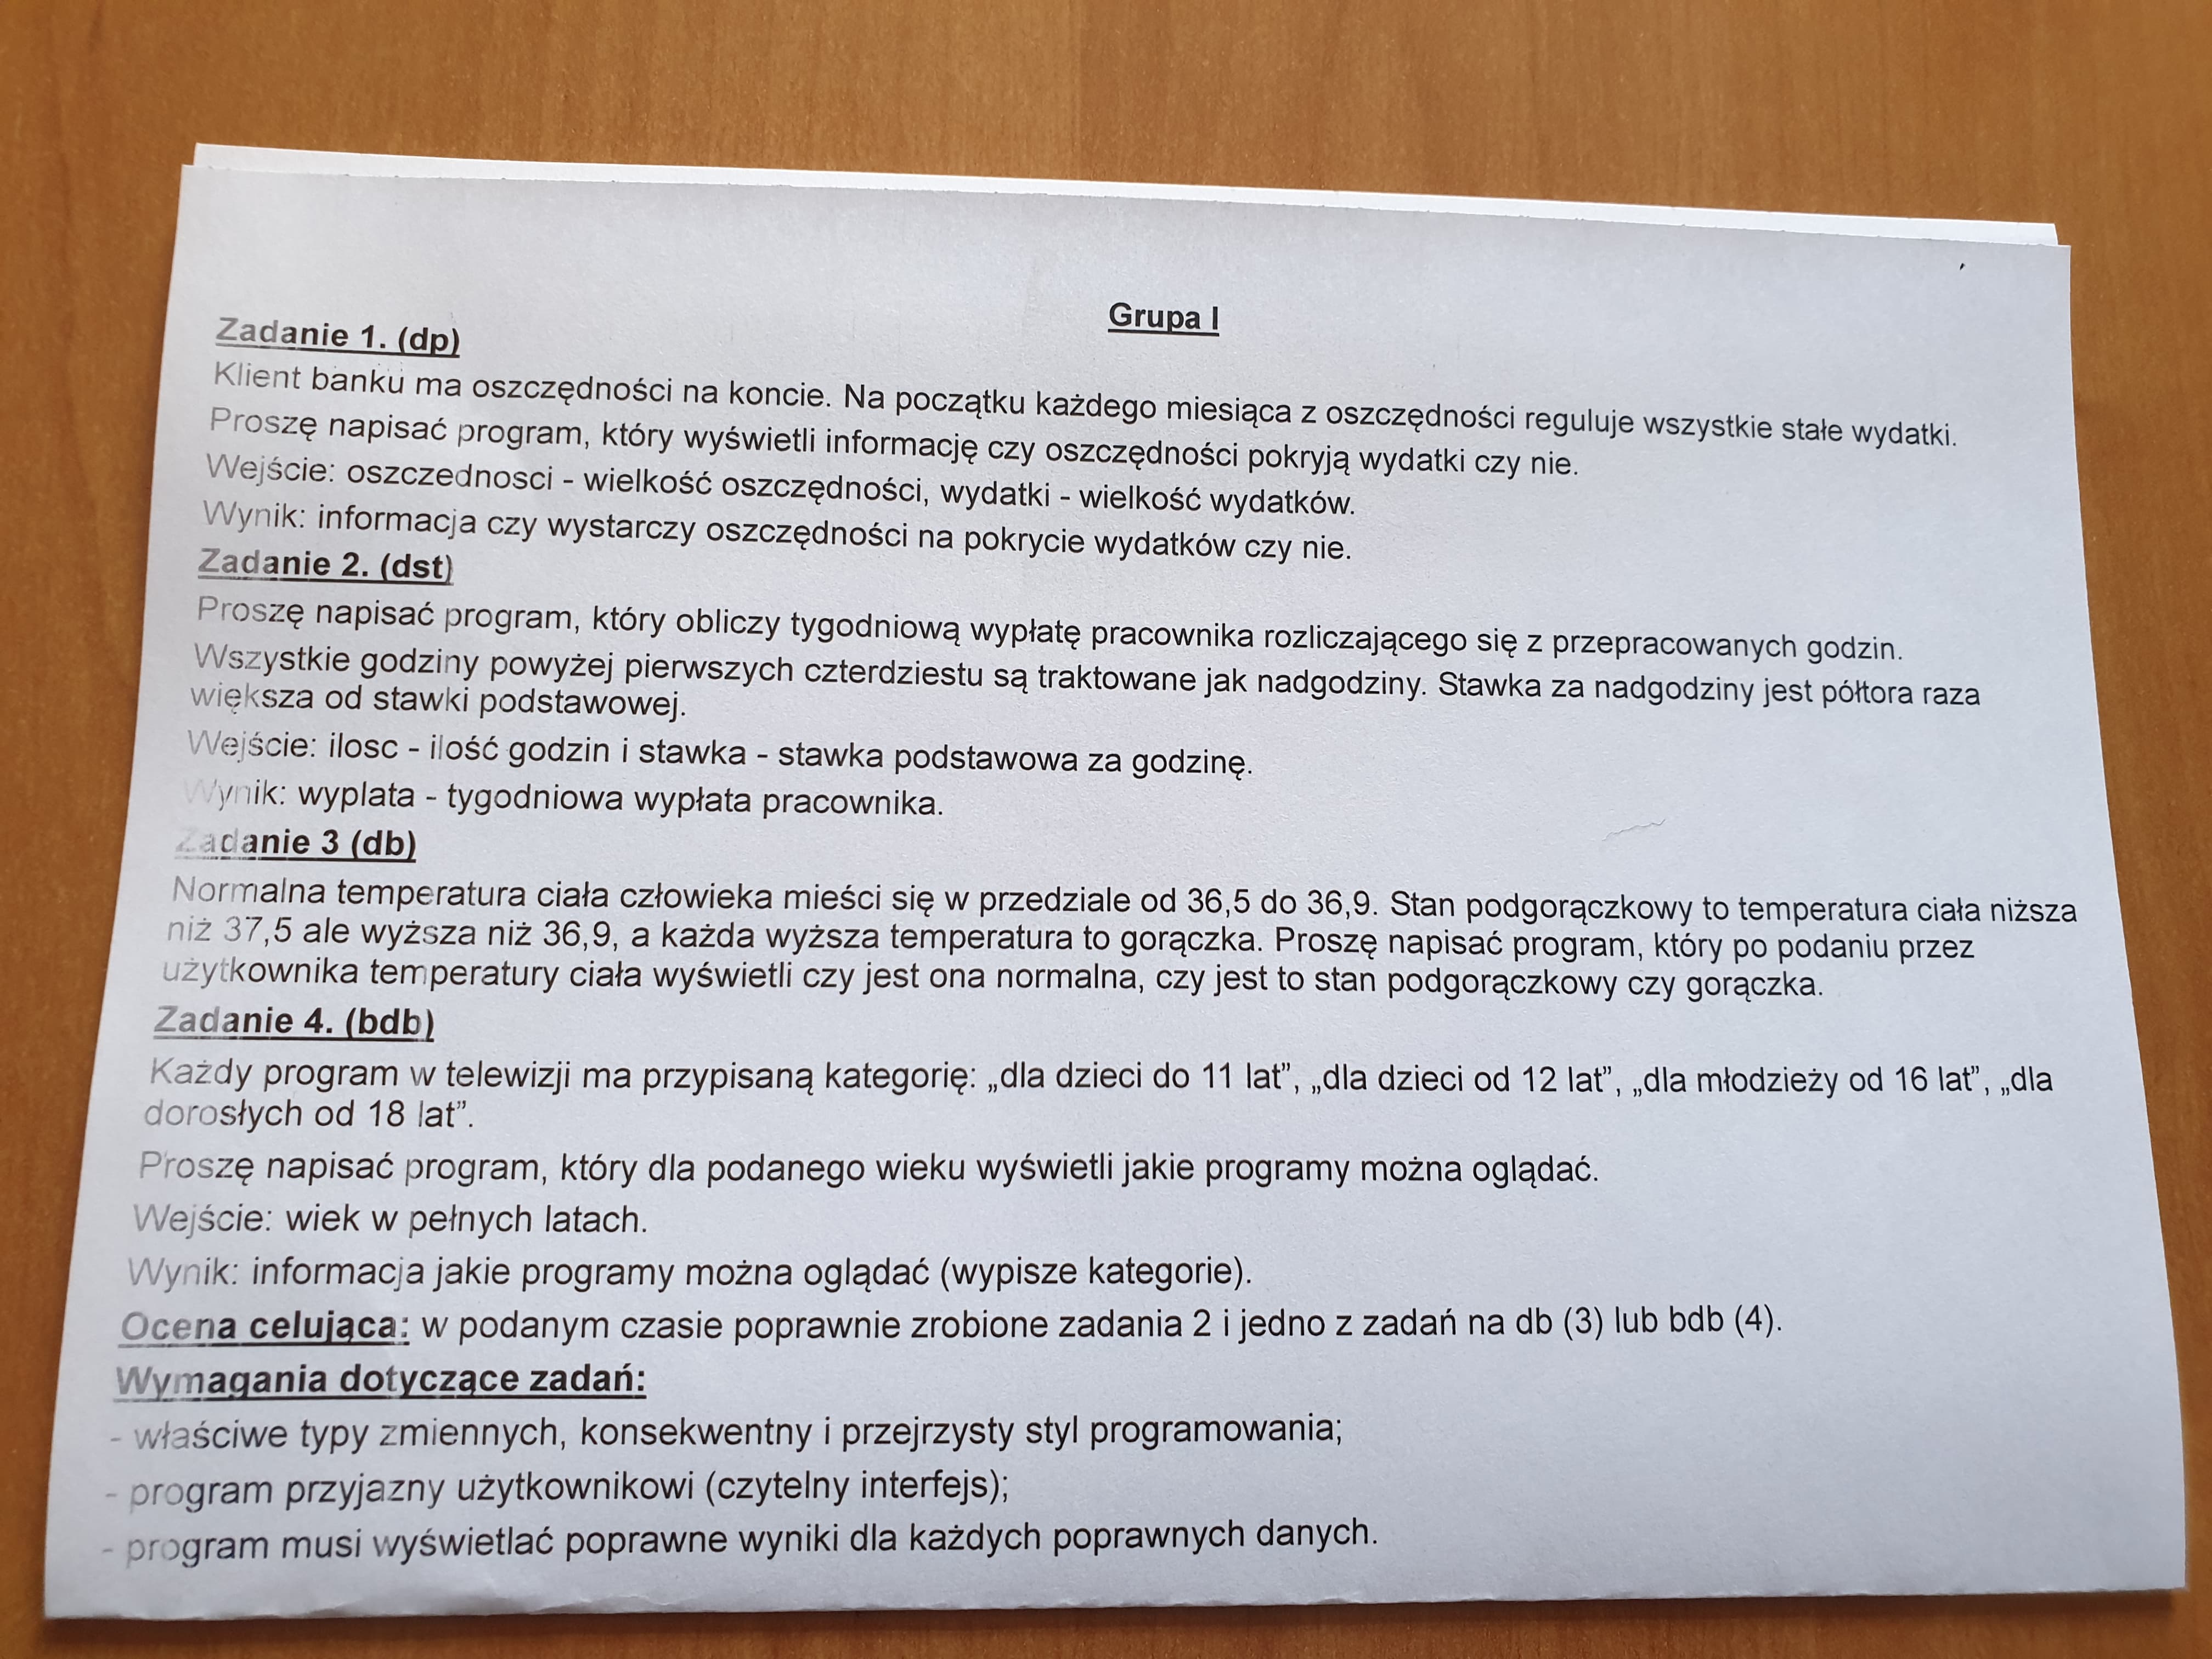 Grupa I
Zadanie 1. (dp)
Klient banku ma oszczędności na koncie. Na początku każdego miesiąca z oszczędności reguluje wszystkie stałe wydatki.
Proszę napisać program, który wyświetli informację czy oszczędności pokryją wydatki czy nie.
Wejście: oszczednosci - wielkość oszczędności, wydatki - wielkość wydatków.
Wynik: informacja czy wystarczy oszczędności na pokrycie wydatków czy nie.
Zadanie 2. (dst)
Proszę napisać program, który obliczy tygodniową wypłatę pracownika rozliczającego się z przepracowanych godzin.
Wszystkie godziny powyżej pierwszych czterdziestu są traktowane jak nadgodziny. Stawka za nadgodziny jest półtora raza
większa od stawki podstawowej.
Wejście: ilosc - ilość godzin i stawka - stawka podstawowa za godzinę.
Wynik: wyplata - tygodniowa wypłata pracownika.
Zadanie 3 (db)
Normalna temperatura ciała człowieka mieści się w przedziale od 36,5 do 36,9. Stan podgorączkowy to temperatura ciała niższa
niż 37,5 ale wyższa niż 36,9, a każda wyższa temperatura to gorączka. Proszę napisać program, który po podaniu przez
użytkownika temperatury ciała wyświetli czy jest ona normalna, czy jest to stan podgorączkowy czy gorączka.
Zadanie 4. (bdb)
Każdy program w telewizji ma przypisaną kategorię: „dla dzieci do 11 lat”, „dla dzieci od 12 lat”, „dla młodzieży od 16 lat”, „dla
dorosłych od 18 lat”.
Proszę napisać program, który dla podanego wieku wyświetli jakie programy można oglądać.
Wejście: wiek w pełnych latach.
Wynik: informacja jakie programy można oglądać (wypisze kategorie).
Ocena celująca: w podanym czasie poprawnie zrobione zadania 2 i jedno z zadań na db (3) lub bdb (4).
Wymagania dotyczące zadań:
- właściwe typy zmiennych, konsekwentny i przejrzysty styl programowania;
- program przyjazny użytkownikowi (czytelny interfejs);
- program musi wyświetlać poprawne wyniki dla każdych poprawnych danych.